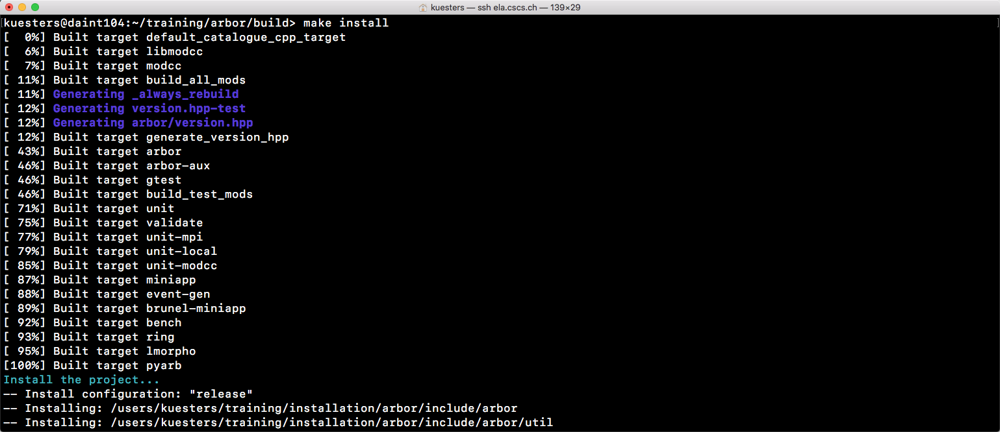 kuesters — ssh ela.cscs.ch — 139×29
[kuesters@daint104:~/training/arbor/build> make install ]
[  0%] Built target default_catalogue_cpp_target
[  6%] Built target libmodcc
[  7%] Built target modcc
[ 11%] Built target build_all_mods
[ 11%] Generating _always_rebuild
[ 12%] Generating version.hpp-test
[ 12%] Generating arbor/version.hpp
[ 12%] Built target generate_version_hpp
[ 43%] Built target arbor
[ 46%] Built target arbor-aux
[ 46%] Built target gtest
[ 46%] Built target build_test_mods
[ 71%] Built target unit
[ 75%] Built target validate
[ 77%] Built target unit-mpi
[ 79%] Built target unit-local
[ 85%] Built target unit-modcc
[ 87%] Built target miniapp
[ 88%] Built target event-gen
[ 89%] Built target brunel-miniapp
[ 92%] Built target bench
[ 93%] Built target ring
[ 95%] Built target lmorpho
[100%] Built target pyarb
Install the project...
-- Install configuration: "release"
-- Installing: /users/kuesters/training/installation/arbor/include/arbor
-- Installing: /users/kuesters/training/installation/arbor/include/arbor/util